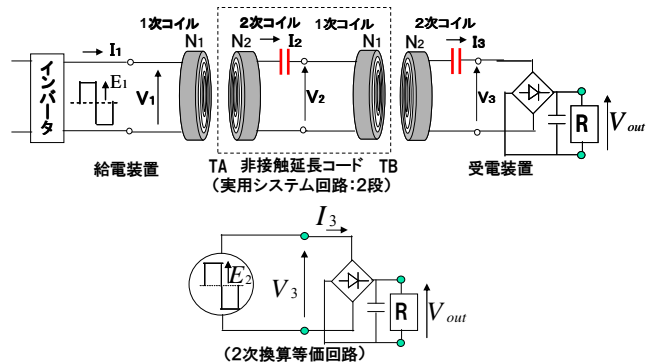 1次コイル 2次コイル 1次コイル 2次コイル
I1 N1 N2 I2 N1 N2 I3
インバータ
E1 V1 V2 V3 R Vout
給電装置 TA 非接触延長コード TB 受電装置
(実用システム回路:2段)
I3
E2 V3 R Vout
(2次換算等価回路)